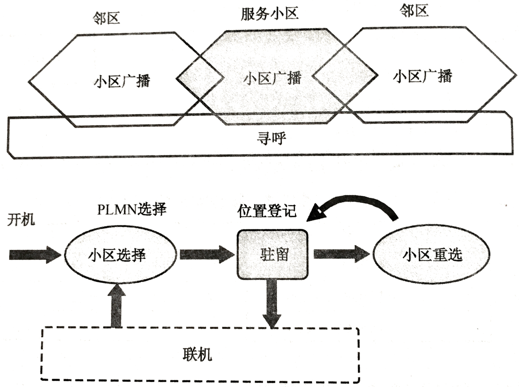 邻区 服务小区 邻区
小区广播 小区广播 小区广播
寻呼
开机 PLMN选择 位置登记
小区选择 驻留 小区重选
联机